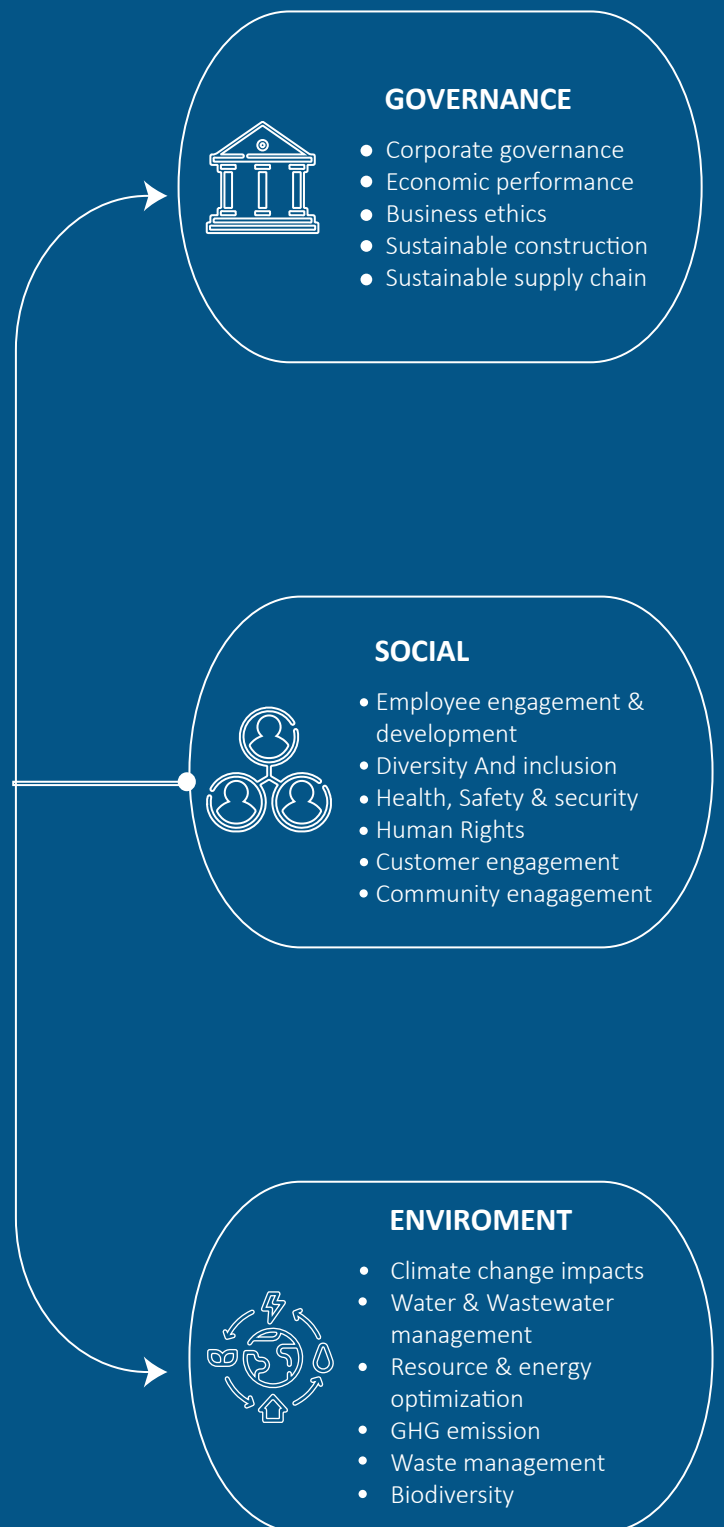 GOVERNANCE
● Corporate governance
● Economic performance
● Business ethics
● Sustainable construction
● Sustainable supply chain
SOCIAL
• Employee engagement &
development
• Diversity And inclusion
• Health, Safety & security
• Human Rights
• Customer engagement
• Community enagagement
ENVIROMENT
• Climate change impacts
• Water & Wastewater
management
• Resource & energy
optimization
• GHG emission
• Waste management
• Biodiversity